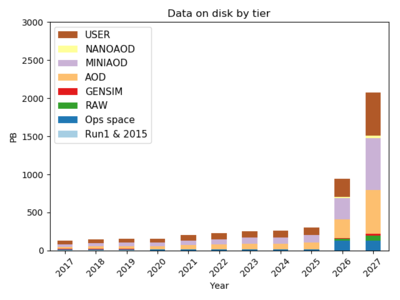 Data on disk by tier
3000
2500
2000
1500
1000
500
0
PB
USER
NANOAOD
MINIAOD
AOD
GENSIM
RAW
Ops space
Run1 & 2015
2017 2018 2019 2020 2021 2022 2023 2024 2025 2026 2027
Year